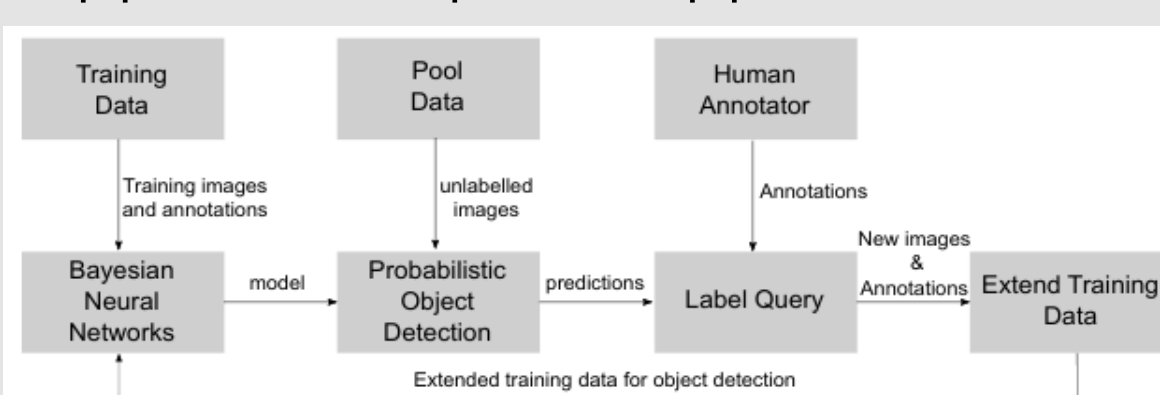 Training
Data
Pool
Data
Human
Annotator
Training images
and annotations
unlabelled
images
Annotations
Bayesian
Neural
Networks
model
Probabilistic
Object
Detection
predictions
Label Query
New images
&
Annotations
Extend Training
Data
Extended training data for object detection